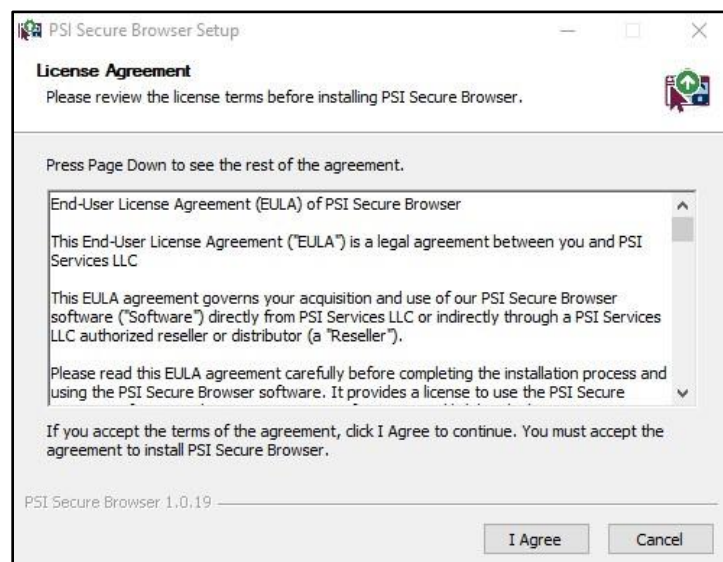 PSI Secure Browser Setup
License Agreement
Please review the license terms before installing PSI Secure Browser.
Press Page Down to see the rest of the agreement.
End-User License Agreement (EULA) of PSI Secure Browser
This End-User License Agreement ("EULA") is a legal agreement between you and PSI
Services LLC
This EULA agreement governs your acquisition and use of our PSI Secure Browser
software ("Software") directly from PSI Services LLC or indirectly through a PSI Services
LLC authorized reseller or distributor (a "Reseller").
Please read this EULA agreement carefully before completing the installation process and
using the PSI Secure Browser software. It provides a license to use the PSI Secure
If you accept the terms of the agreement, click I Agree to continue. You must accept the
agreement to install PSI Secure Browser.
PSI Secure Browser 1.0.19
I Agree
Cancel